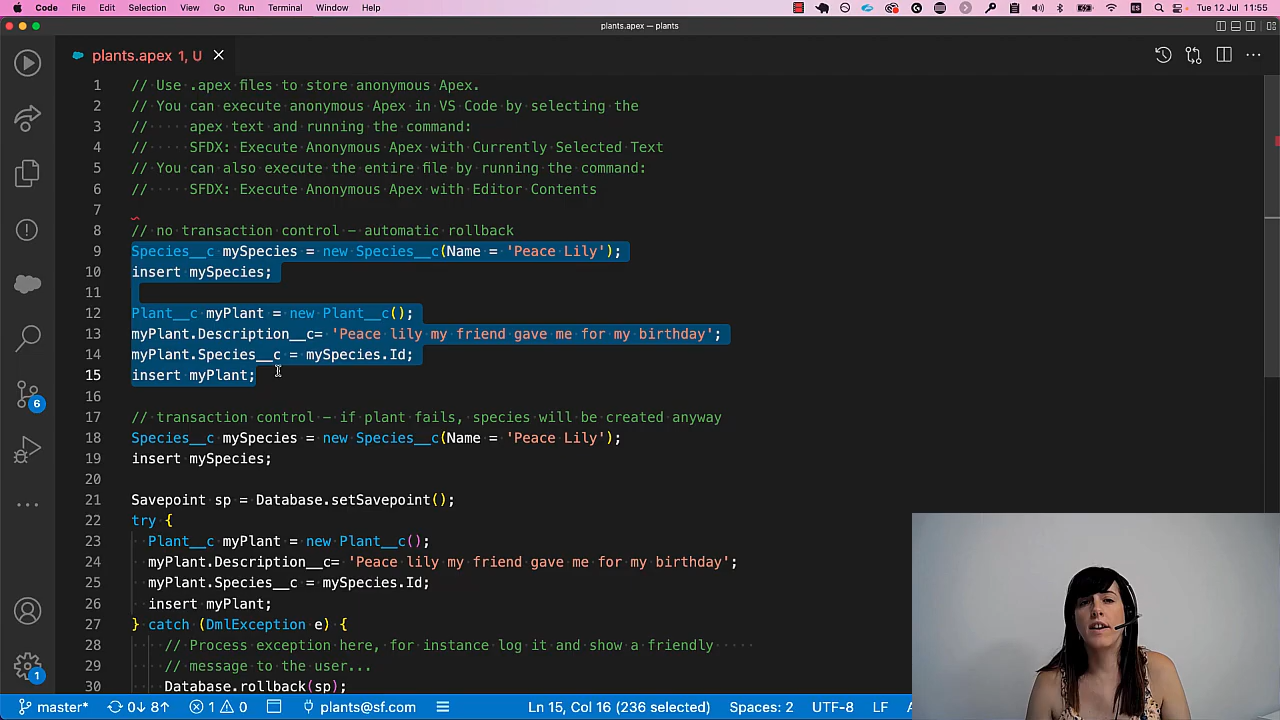 Code File Edit Selection View Go Run Terminal Window Help ES Tue 12 Jul 11:55
plants.apex — plants
plants.apex 1, U
1 // Use .apex files to store anonymous Apex.
2 // You can execute anonymous Apex in VS Code by selecting the
3 // apex text and running the command:
4 // SFDX: Execute Anonymous Apex with Currently Selected Text
5 // You can also execute the entire file by running the command:
6 // SFDX: Execute Anonymous Apex with Editor Contents
7
8 // no transaction control – automatic rollback
9 Species__c mySpecies = new Species__c(Name = 'Peace Lily');
10 insert mySpecies;
11
12 Plant__c myPlant = new Plant__c();
13 myPlant.Description__c= 'Peace lily my friend gave me for my birthday';
14 myPlant.Species__c = mySpecies.Id;
15 insert myPlant;
16
17 // transaction control – if plant fails, species will be created anyway
18 Species__c mySpecies = new Species__c(Name = 'Peace Lily');
19 insert mySpecies;
20
21 Savepoint sp = Database.setSavepoint();
22 try {
23 Plant__c myPlant = new Plant__c();
24 myPlant.Description__c= 'Peace lily my friend gave me for my birthday';
25 myPlant.Species__c = mySpecies.Id;
26 insert myPlant;
27 } catch (DmlException e) {
28 // Process exception here, for instance log it and show a friendly
29 // message to the user...
30 Database.rollback(sp);
6
1
master* 0↓ 8↑ 1 0 plants@sf.com Ln 15, Col 16 (236 selected) Spaces: 2 UTF-8 LF